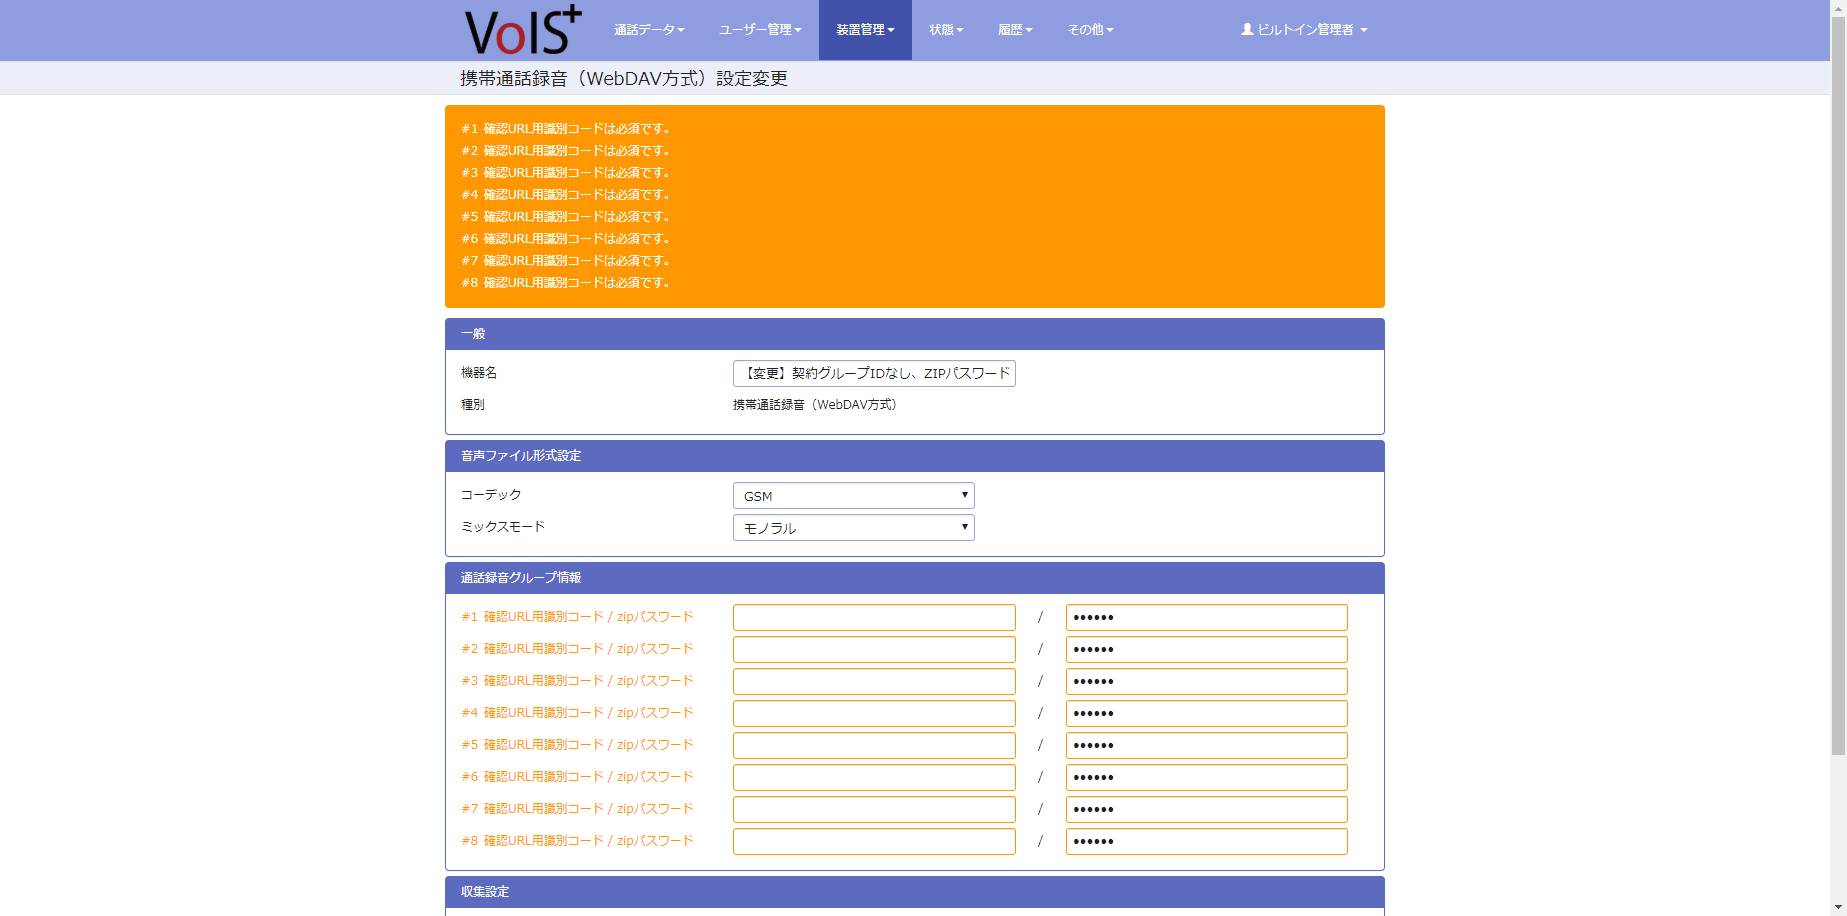 VoIS+ 通話データ ユーザー管理 装置管理 状態 履歴 その他 ビルトイン管理者
携帯通話録音（WebDAV方式）設定変更
#1 確認URL用識別コードは必須です。
#2 確認URL用識別コードは必須です。
#3 確認URL用識別コードは必須です。
#4 確認URL用識別コードは必須です。
#5 確認URL用識別コードは必須です。
#6 確認URL用識別コードは必須です。
#7 確認URL用識別コードは必須です。
#8 確認URL用識別コードは必須です。
一般
機器名 【変更】契約グループIDなし、ZIPパスワード
種別 携帯通話録音（WebDAV方式）
音声ファイル形式設定
コーデック GSM
ミックスモード モノラル
通話録音グループ情報
#1 確認URL用識別コード / zipパスワード / ••••••
#2 確認URL用識別コード / zipパスワード / ••••••
#3 確認URL用識別コード / zipパスワード / ••••••
#4 確認URL用識別コード / zipパスワード / ••••••
#5 確認URL用識別コード / zipパスワード / ••••••
#6 確認URL用識別コード / zipパスワード / ••••••
#7 確認URL用識別コード / zipパスワード / ••••••
#8 確認URL用識別コード / zipパスワード / ••••••
収集設定